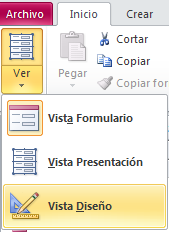 Archivo Inicio Crear
Ver
Pegar
Cortar
Copiar
Copiar for
Vista Formulario
Vista Presentación
Vista Diseño